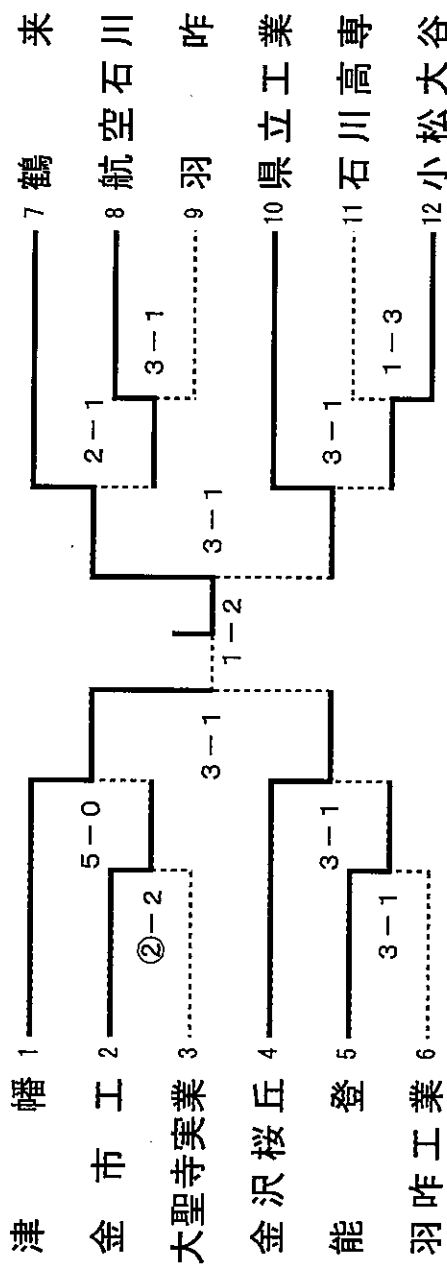 津幡 1
金市工 2
大聖寺実業 3
金沢桜丘 4
能登 5
羽咋工業 6
5－0
②－2
3－1
3－1
3－1
1－2
3－1
2－1
3－1
3－1
1－3
7 鶴来
8 航空石川
9 羽咋
10 県立工業
11 石川高専
12 小松大谷